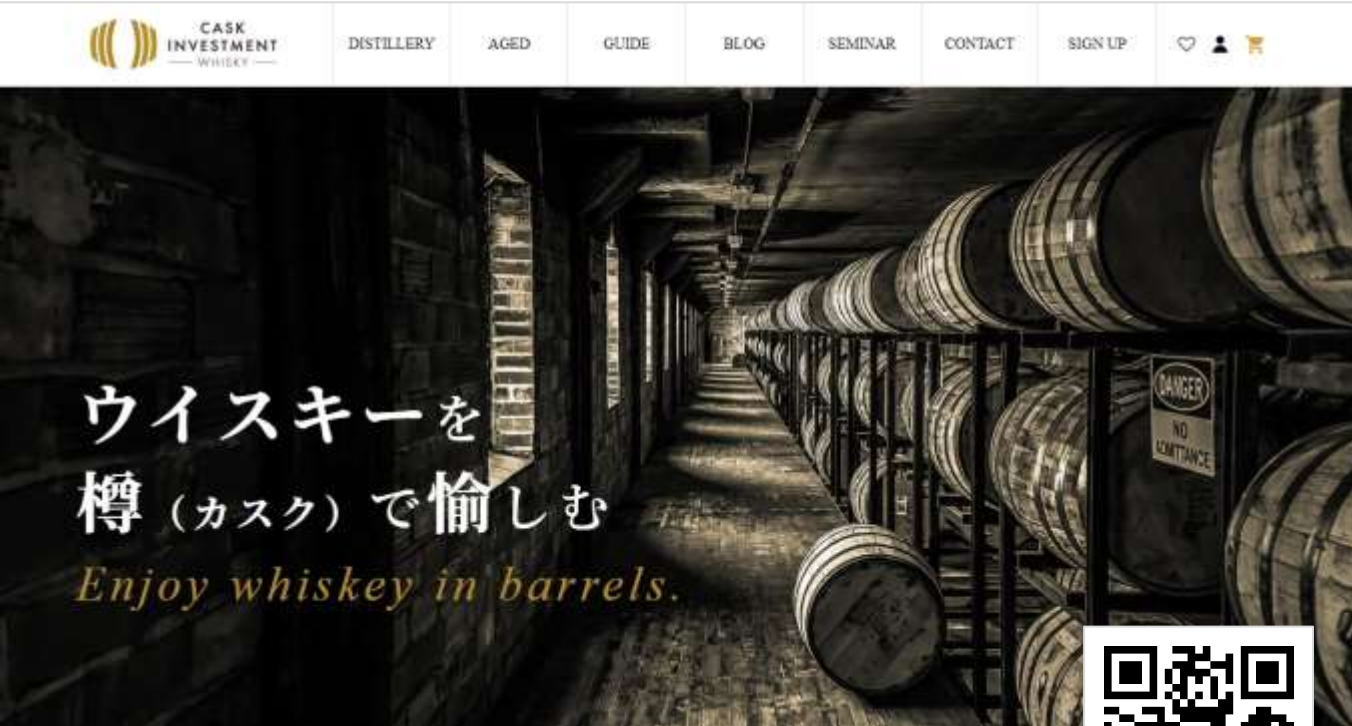 CASK
INVESTMENT
WHISKY
DISTILLERY
AGED
GUIDE
BLOG
SEMINAR
CONTACT
SIGN UP
ウイスキーを
樽（カスク）で愉しむ
Enjoy whiskey in barrels.
DANGER
NO
ADMITTANCE